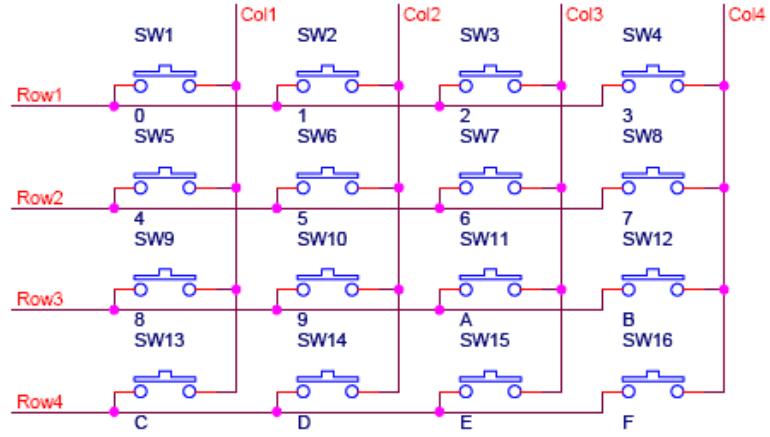 Col1 Col2 Col3 Col4
SW1 SW2 SW3 SW4
Row1
0 1 2 3
SW5 SW6 SW7 SW8
Row2
4 5 6 7
SW9 SW10 SW11 SW12
Row3
8 9 A B
SW13 SW14 SW15 SW16
Row4
C D E F